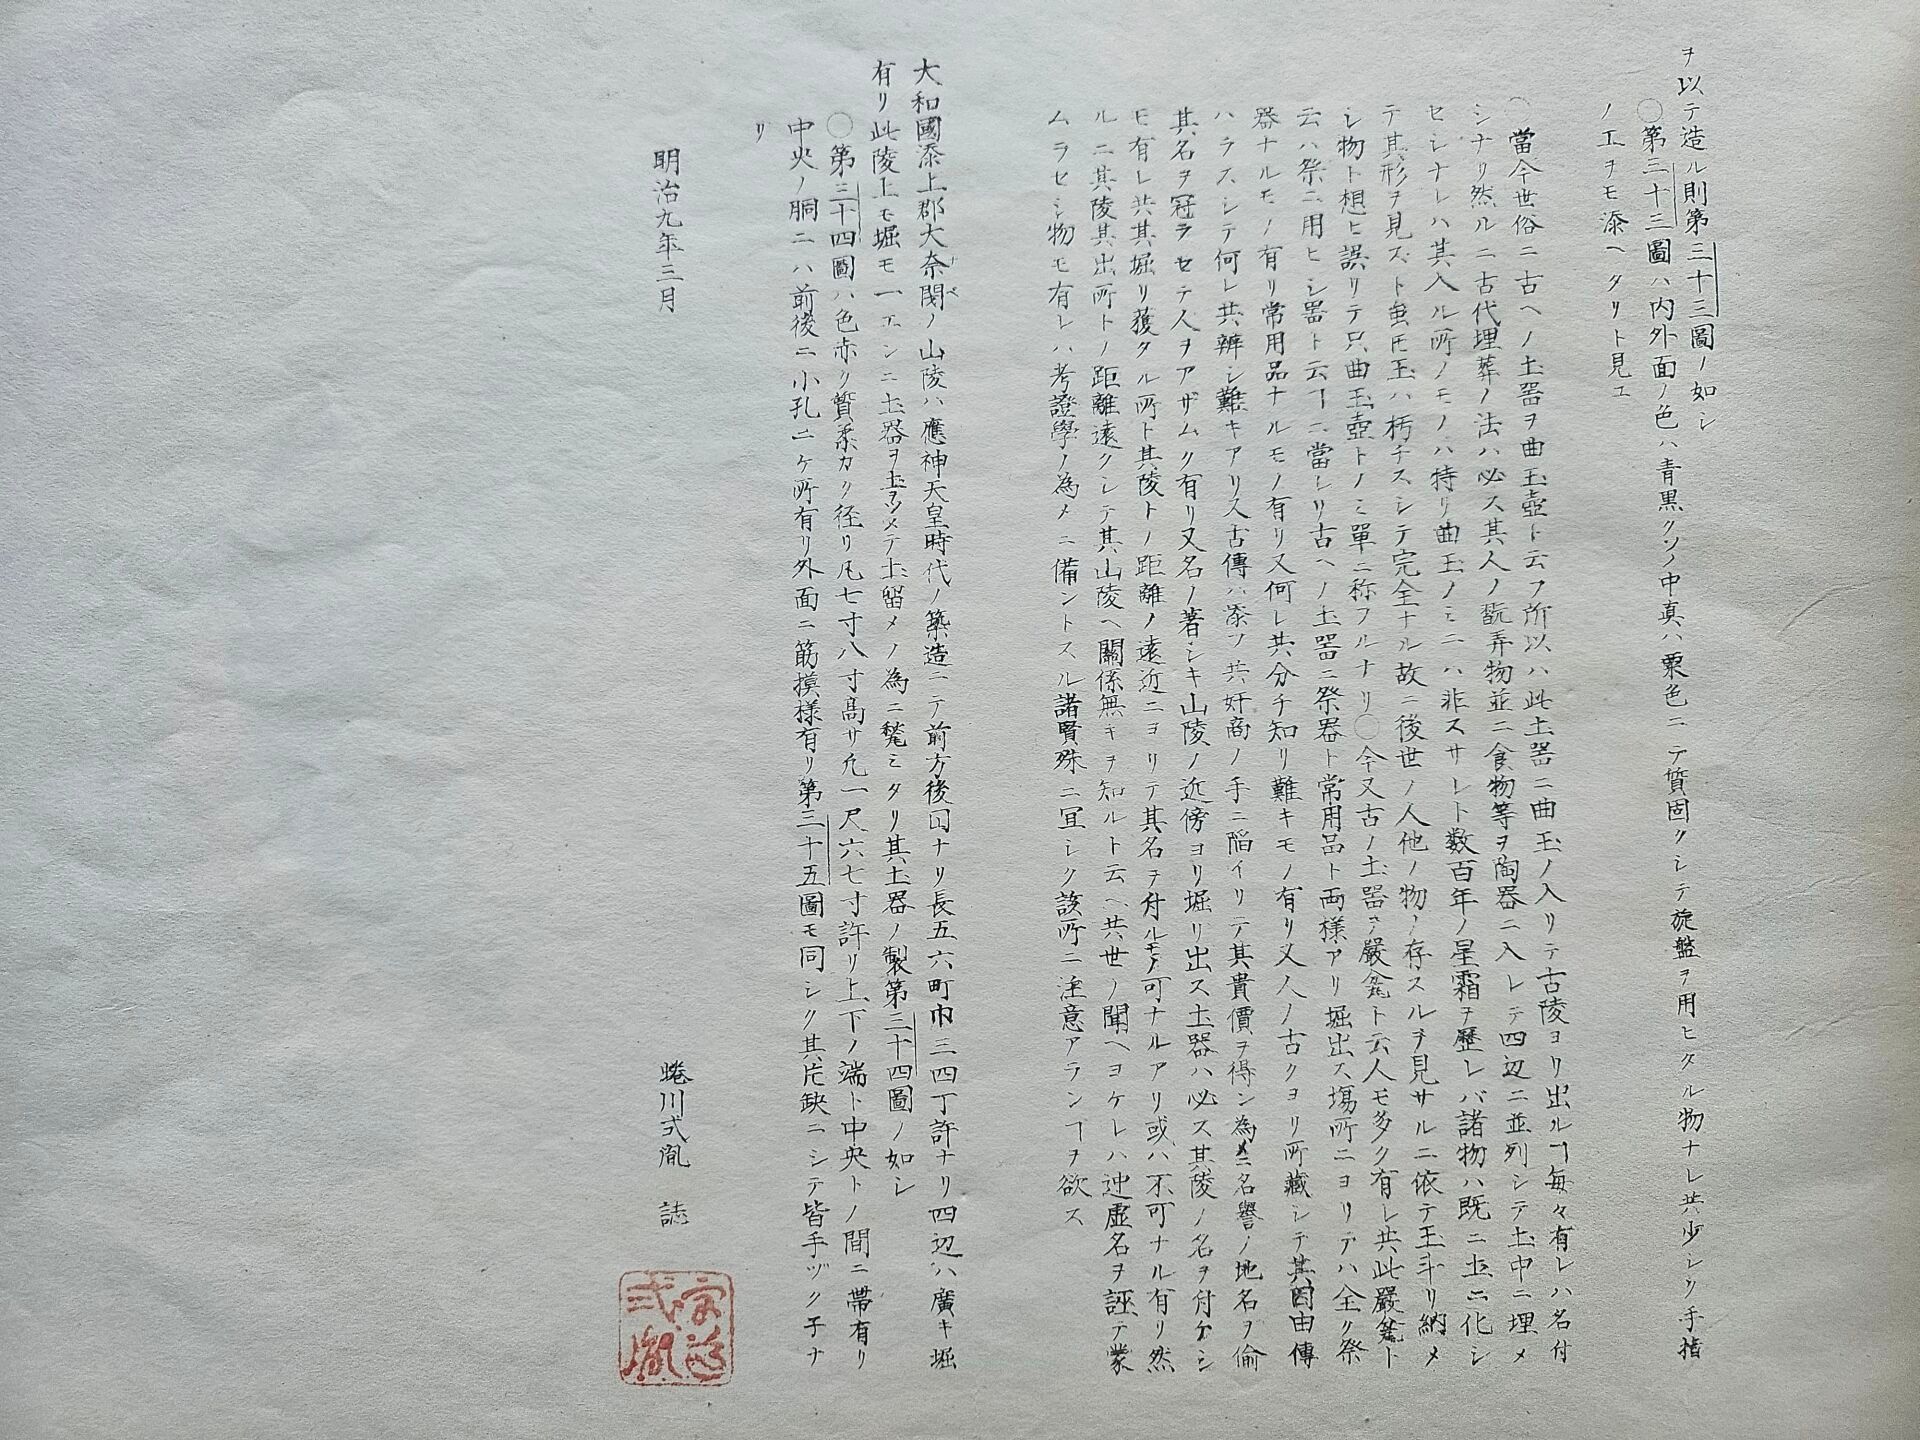 ヲ以テ造ル則第三十三圖ノ如シ
〇第三十三圖ハ内外面ノ色ハ青黒クソノ中真ハ栗色ニテ墳固クシテ旋盤ヲ用ヒタル物ナレ共少シク手指
ノ工ヲモ添ヘタリト見エ
〇當今世俗ニ古ヘノ土器ヲ曲玉壺ト云フ所以ハ此土器ニ曲玉ノ入リテ古陵ヨリ出ルヿ毎々有レハ名付
シナリ然ルニ古代埋葬ノ法ハ必ス其人ノ翫弄物並ニ食物等ヲ陶器ニ入レテ四辺ニ並列シテ土中ニ埋メ
セシナレハ其入ル所ノモノハ特リ曲玉ノミニハ非スサレト数百年ノ星霜ヲ歴レバ諸物ハ既ニ土ニ化シ
テ其形ヲ見ズト虽𪜈玉ハ朽チスシテ完全ナル故ニ後世ノ人他ノ物ノ存スルヲ見サルニ依テ玉斗リ納メ
シ物ト想ヒ誤リテ只曲玉壺トノミ單ニ称フルナリ〇今又古ノ土器ヲ嚴瓮ト云人モ多ク有レ共此嚴瓮ト
云ハ祭ニ用ヒシ器ト云ヿニ當レリ古ヘノ土器ニ祭器ト常用品ト両様アリ堀出ス場所ニヨリテハ全ク祭
器ナルモノ有リ常用品ナルモノ有リ又何レ共分チ知リ難キモノ有リ又人ノ古クヨリ所藏シテ其因由傳
ハラスシテ何レ共辨シ難キアリ又古傳ハ添フ共奸商ノ手ニ陥イリテ其貴價ヲ得ン為メニ名譽ノ地名ヲ偷
其名ヲ冠ラセテ人ヲアザムク有リ又名ノ著シキ山陵ノ近傍ヨリ堀リ出ス土器ハ必ス其陵ノ名ヲ付ケシ
モ有レ共其堀リ獲タル所ト其陵トノ距離ノ遠近ニヨリテ其名ヲ付ルモ可ナルアリ或ハ不可ナル有リ然
ルニ其陵其出所トノ距離遠クシテ其山陵ヘ關係無キヲ知ルト云ヘ共世ノ聞ヘヨケレハ迚虚名ヲ誣テ蒙
ムラセシ物モ有レハ考證學ノ為メニ備ントスル諸賢殊ニ宜シク該所ニ注意アランヿヲ欲ス
大和國添上郡大奈閇ノ山陵ハ應神天皇時代ノ築造ニテ前方後圓ナリ長五六町巾三四丁許ナリ四辺ハ廣キ堀
有リ此陵上モ堀モ一エンニ土器ヲ土ヲツメテ土留メノ為ニ甃ミタリ其土器ノ製第三十四圖ノ如シ
〇第三十四圖ハ色赤ク質柔カク径リ凡七寸八寸高サ凡一尺六七寸許リ上下ノ端ト中央トノ間ニ帯有リ
中央ノ胴ニハ前後ニ小孔二ケ所有リ外面ニ筋摸様有リ第三十五圖モ同シク其片缺ニシテ皆手ヅク子ナ
リ
明治九年三月
蜷川式胤 誌
宗道
式胤